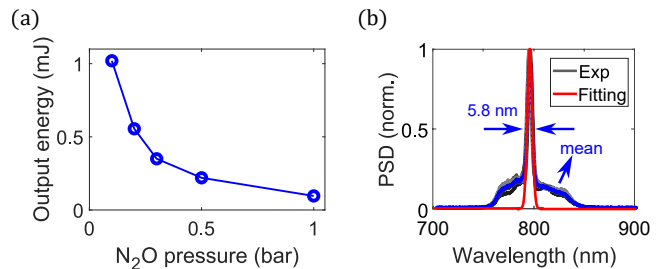 (a)
Output energy (mJ)
1
0.5
0
0
0.5
1
N₂O pressure (bar)
(b)
PSD (norm.)
1
0.5
0
Exp
Fitting
5.8 nm
mean
700
800
900
Wavelength (nm)